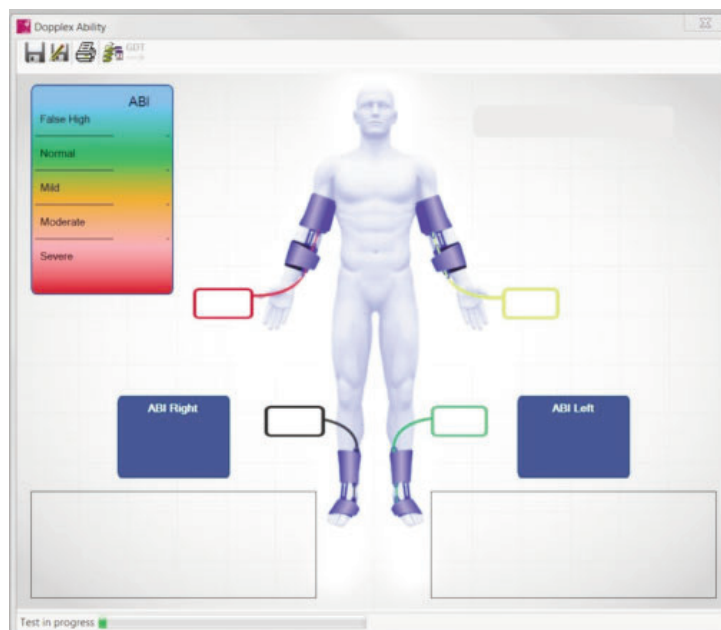 Dopplex Ability
GDT
ABI
False High
Normal
Mild
Moderate
Severe
ABI Right
ABI Left
Test in progress